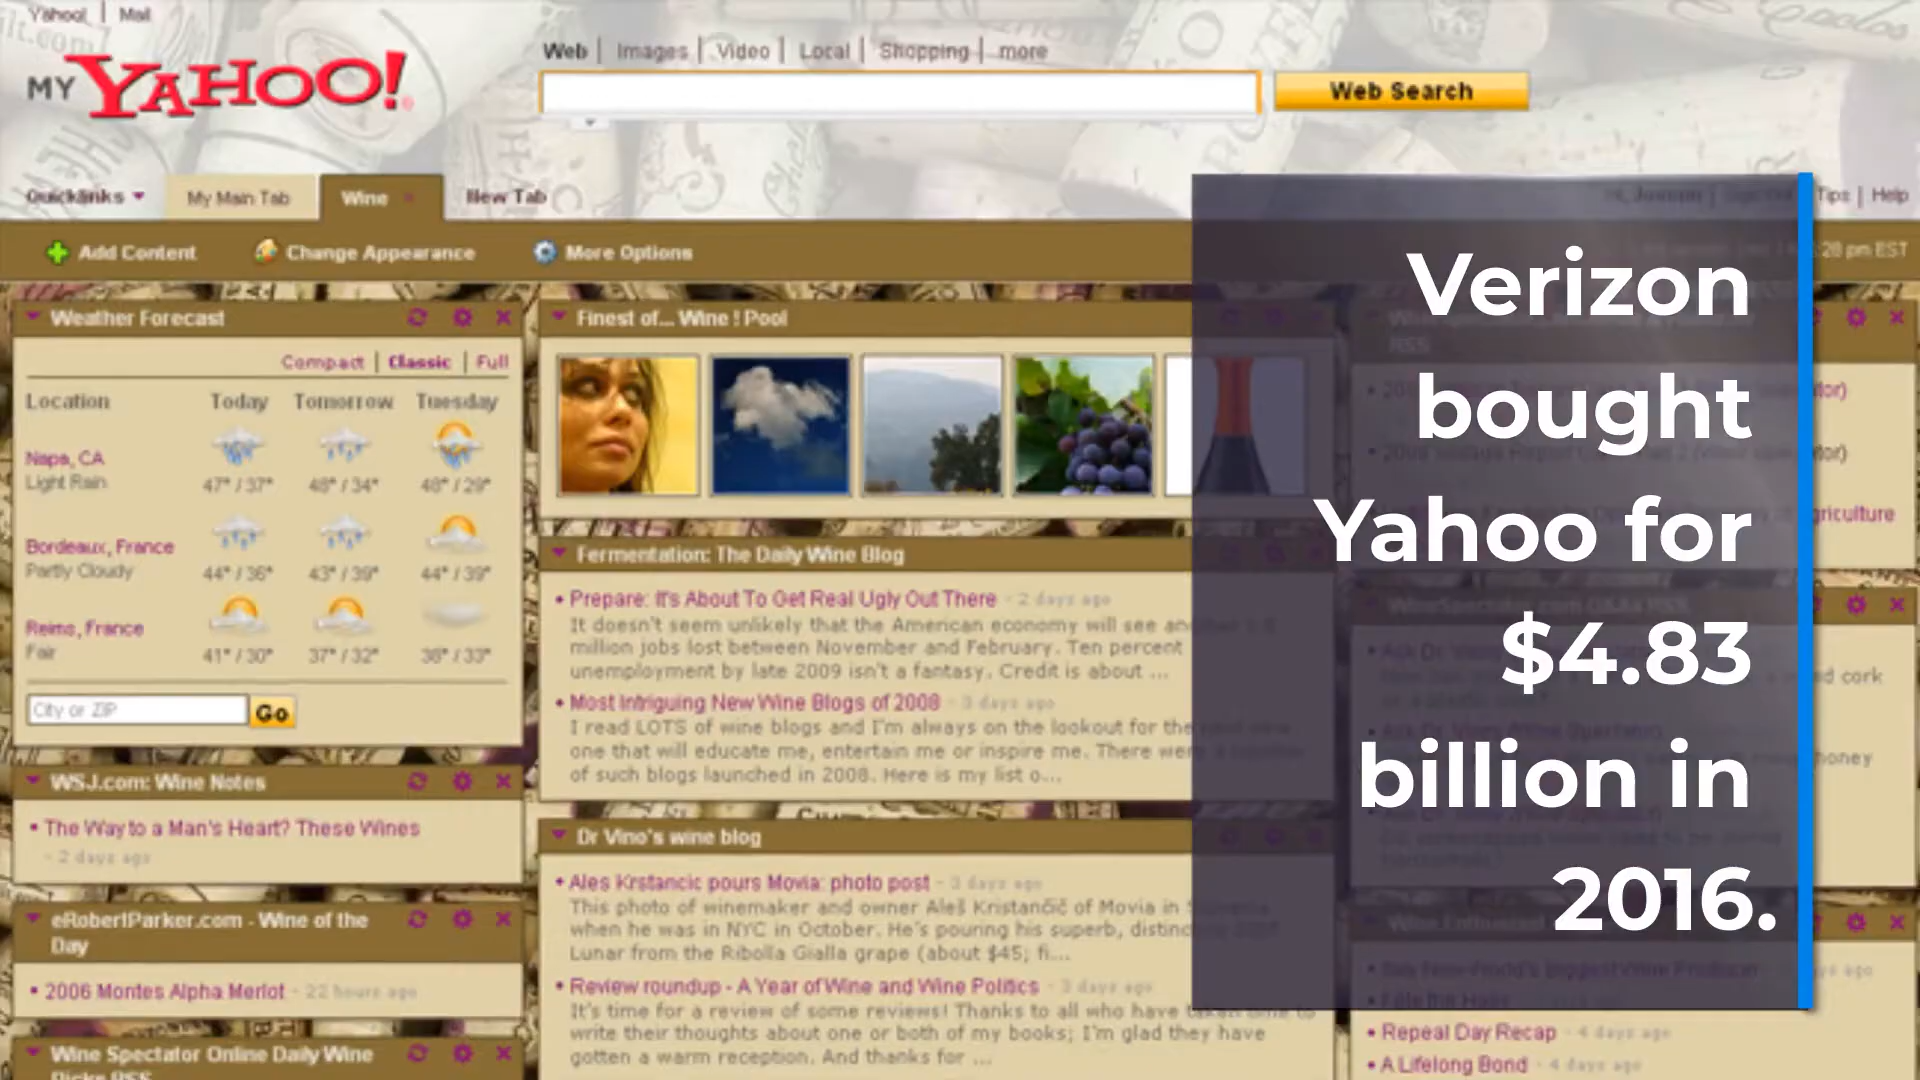 Yahoo! | Mail
MY YAHOO!
Web | Images | Video | Local | Shopping | more
Web Search
Quicklinks
My Main Tab
Wine
New Tab
Tips | Help
Add Content
Change Appearance
More Options
pm EST
Weather Forecast
Compact | Classic | Full
Location Today Tomorrow Tuesday
Napa, CA
Light Rain
47° / 37° 48° / 34° 48° / 29°
Bordeaux, France
Partly Cloudy
44° / 36° 43° / 39° 44° / 39°
Reims, France
Fair
41° / 30° 37° / 32° 38° / 33°
City or ZIP
Go
WSJ.com: Wine Notes
• The Way to a Man's Heart? These Wines
- 2 days ago
eRobertParker.com - Wine of the
Day
• 2006 Montes Alpha Merlot - 22 hours ago
Wine Spectator Online Daily Wine
Picks RSS
Finest of... Wine ! Pool
Fermentation: The Daily Wine Blog
• Prepare: It's About To Get Real Ugly Out There - 2 days ago
It doesn't seem unlikely that the American economy will see
million jobs lost between November and February. Ten percent
unemployment by late 2009 isn't a fantasy. Credit is about ...
• Most Intriguing New Wine Blogs of 2008 - 3 days ago
I read LOTS of wine blogs and I'm always on the lookout for the
one that will educate me, entertain me or inspire me. There were
of such blogs launched in 2008. Here is my list o...
Dr Vino's wine blog
• Ales Krstancic pours Movia: photo post - 3 days ago
This photo of winemaker and owner Aleš Kristančič of Movia in
when he was in NYC in October. He's pouring his superb,
Lunar from the Ribolla Gialla grape (about $45; fi...
• Review roundup - A Year of Wine and Wine Politics - 3 days ago
It's time for a review of some reviews! Thanks to all who have taken time to
write their thoughts about one or both of my books; I'm glad they have
gotten a warm reception. And thanks for ...
Verizon
bought
Yahoo for
$4.83
billion in
2016.
• Repeal Day Recap - 4 days ago
• A Lifelong Bond - 4 days ago